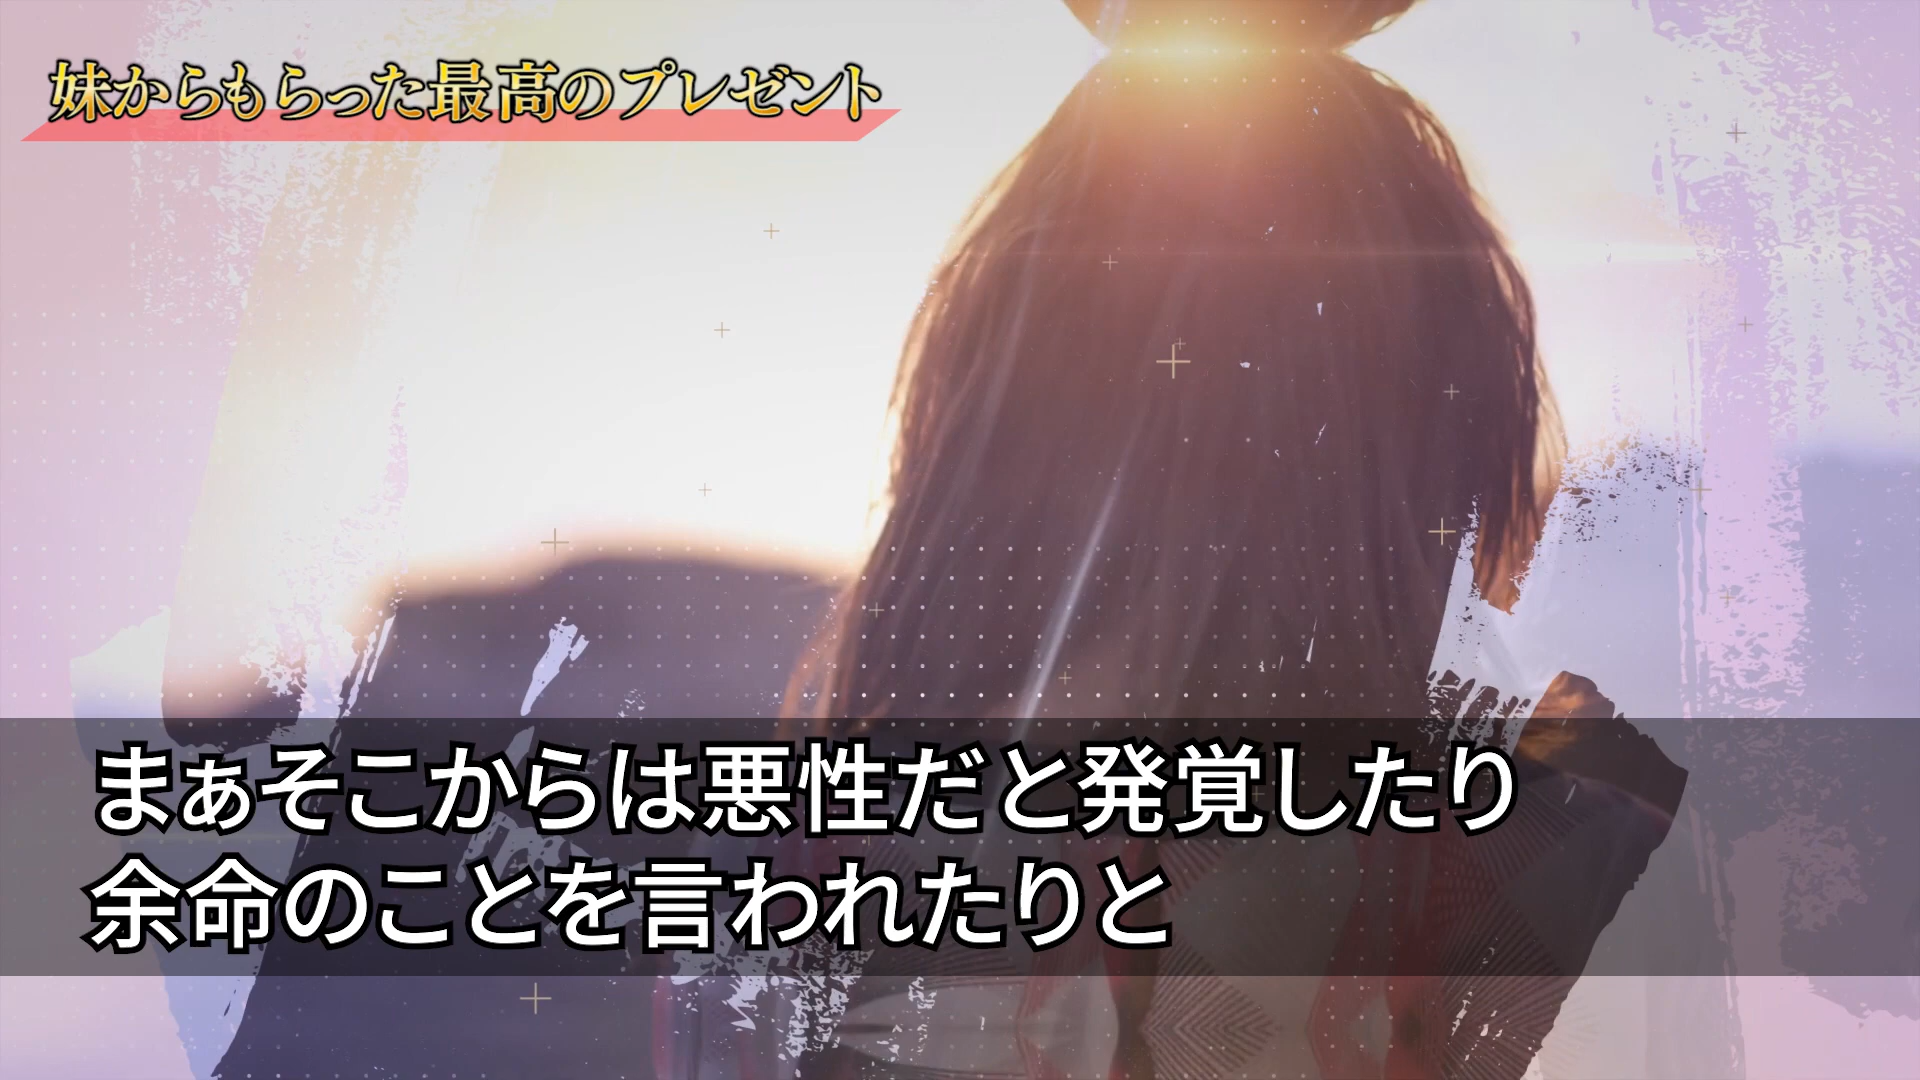 妹からもらった最高のプレゼント
まぁそこからは悪性だと発覚したり
余命のことを言われたりと